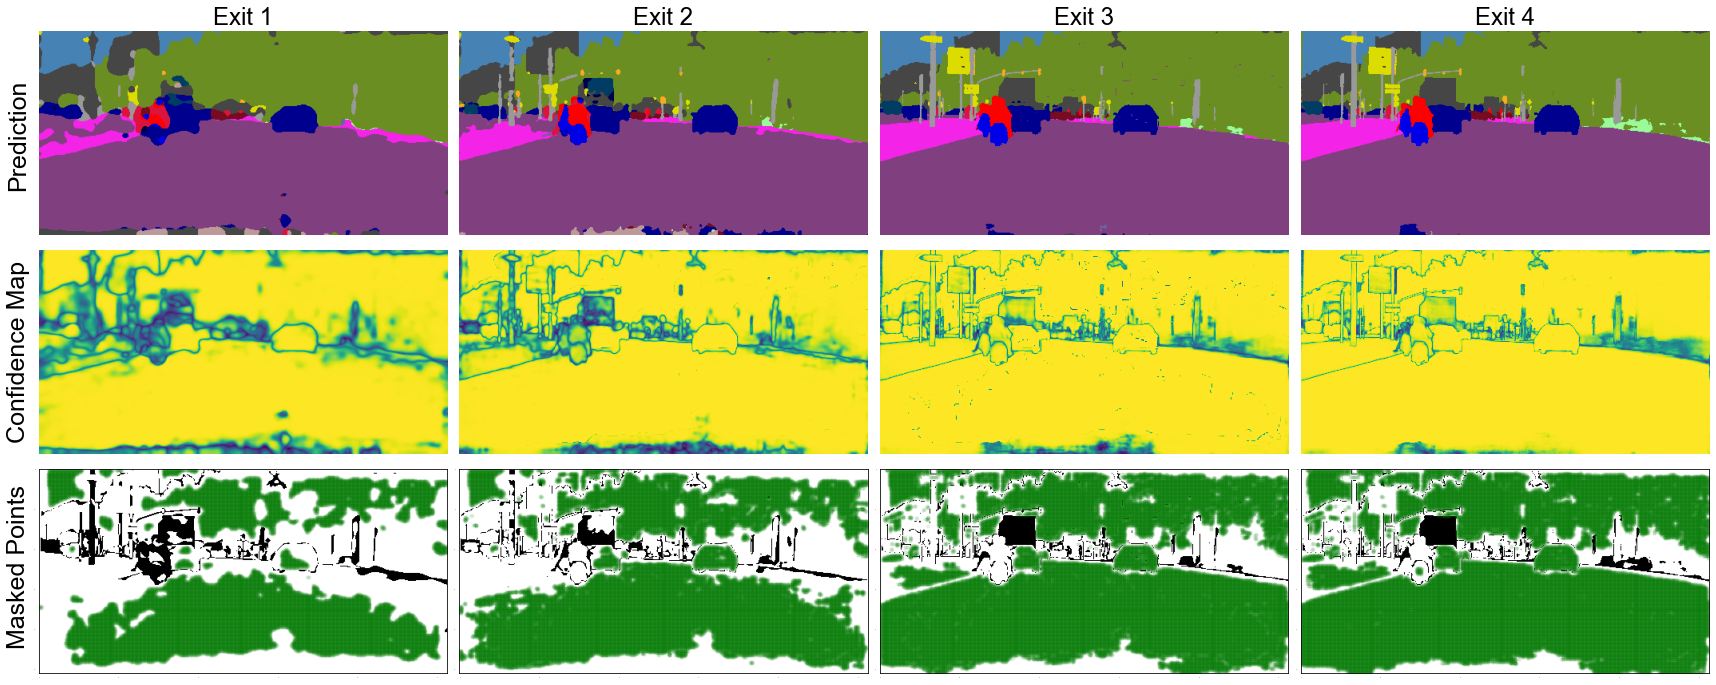 Exit 1
Exit 2
Exit 3
Exit 4
Prediction
Confidence Map
Masked Points